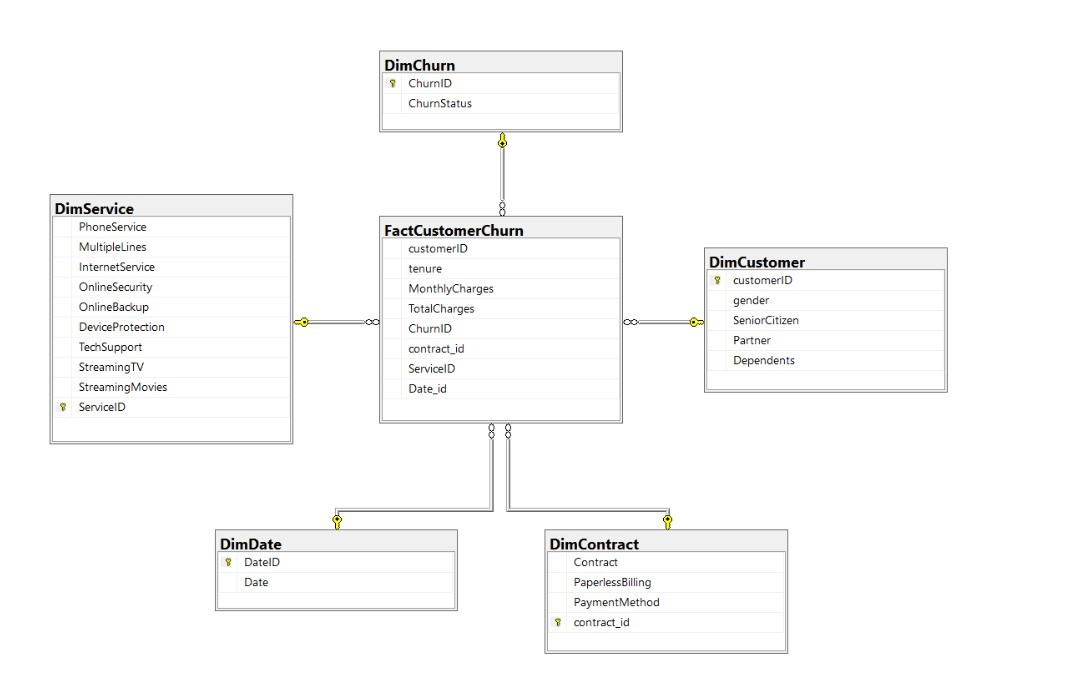 DimChurn
ChurnID
ChurnStatus
DimService
PhoneService
MultipleLines
InternetService
OnlineSecurity
OnlineBackup
DeviceProtection
TechSupport
StreamingTV
StreamingMovies
ServiceID
FactCustomerChurn
customerID
tenure
MonthlyCharges
TotalCharges
ChurnID
contract_id
ServiceID
Date_id
DimCustomer
customerID
gender
SeniorCitizen
Partner
Dependents
DimDate
DateID
Date
DimContract
Contract
PaperlessBilling
PaymentMethod
contract_id